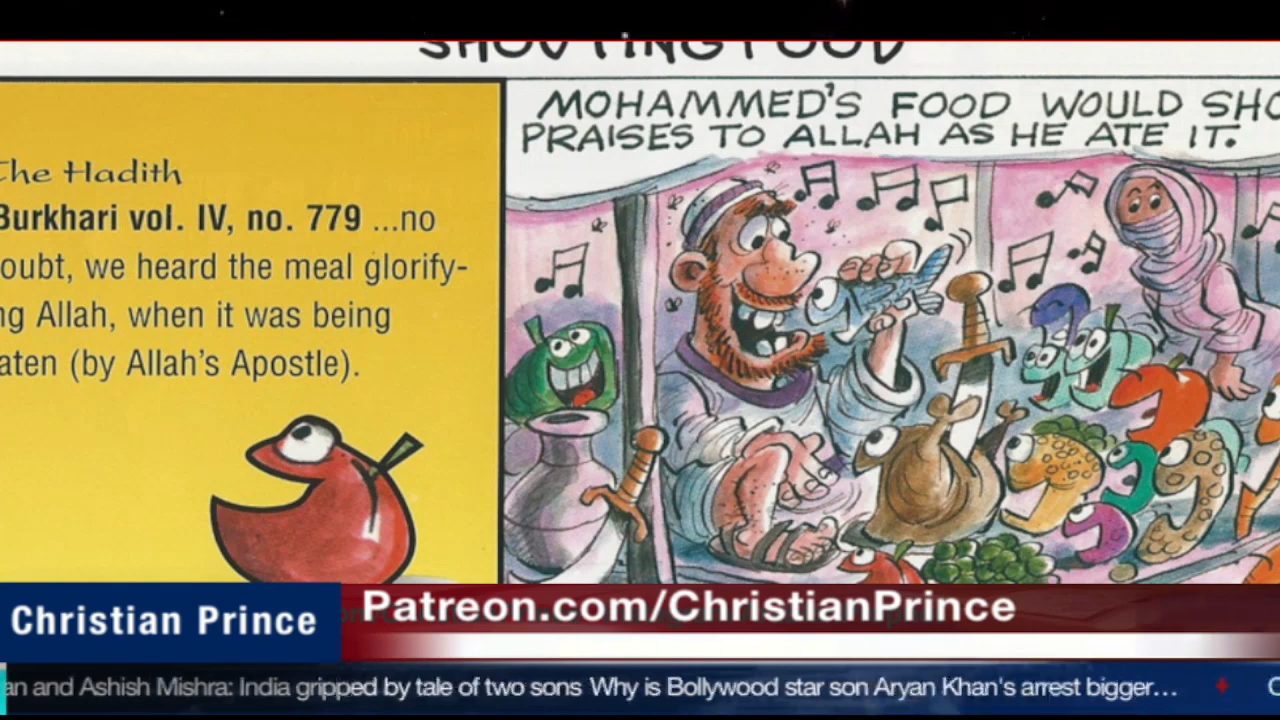 SHOUTING FOOD
The Hadith
Burkhari vol. IV, no. 779 ...no
oubt, we heard the meal glorify-
ng Allah, when it was being
aten (by Allah's Apostle).
MOHAMMED'S FOOD WOULD SHO
PRAISES TO ALLAH AS HE ATE IT.
Christian Prince
Patreon.com/ChristianPrince
an and Ashish Mishra: India gripped by tale of two sons Why is Bollywood star son Aryan Khan's arrest bigger...